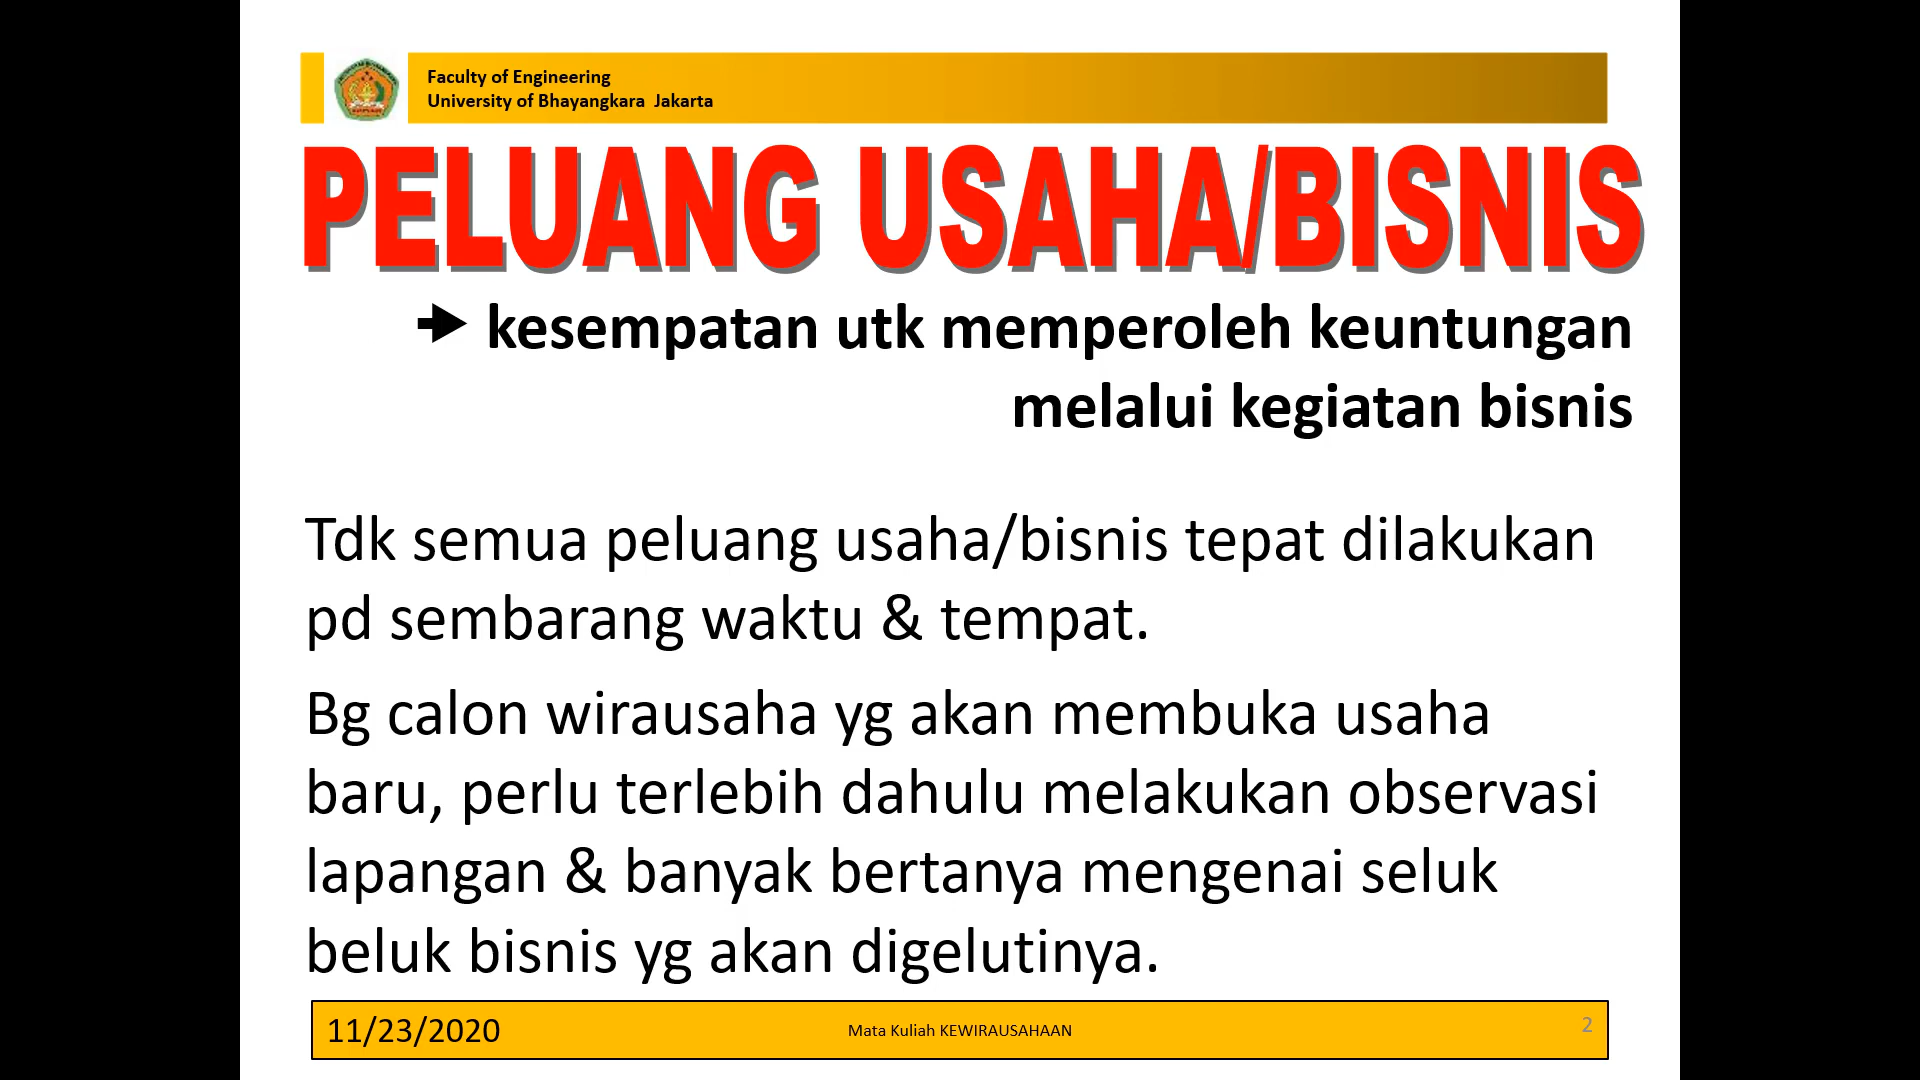 Faculty of Engineering
University of Bhayangkara Jakarta
PELUANG USAHA/BISNIS
🡆 kesempatan utk memperoleh keuntungan
melalui kegiatan bisnis
Tdk semua peluang usaha/bisnis tepat dilakukan
pd sembarang waktu & tempat.
Bg calon wirausaha yg akan membuka usaha
baru, perlu terlebih dahulu melakukan observasi
lapangan & banyak bertanya mengenai seluk
beluk bisnis yg akan digelutinya.
11/23/2020
Mata Kuliah KEWIRAUSAHAAN
2